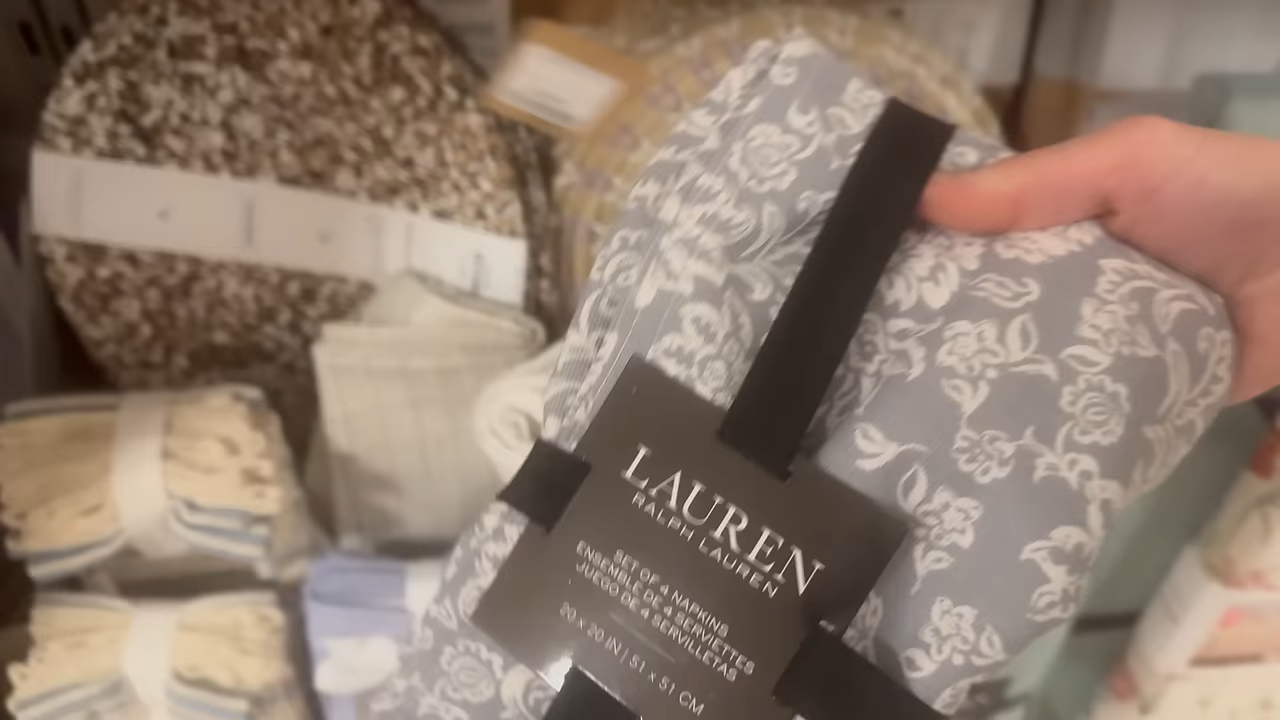 LAUREN
RALPH LAUREN
SET OF 4 NAPKINS
ENSEMBLE DE 4 SERVIETTES
JUEGO DE 4 SERVILLETAS
20 x 20 IN | 51 x 51 CM